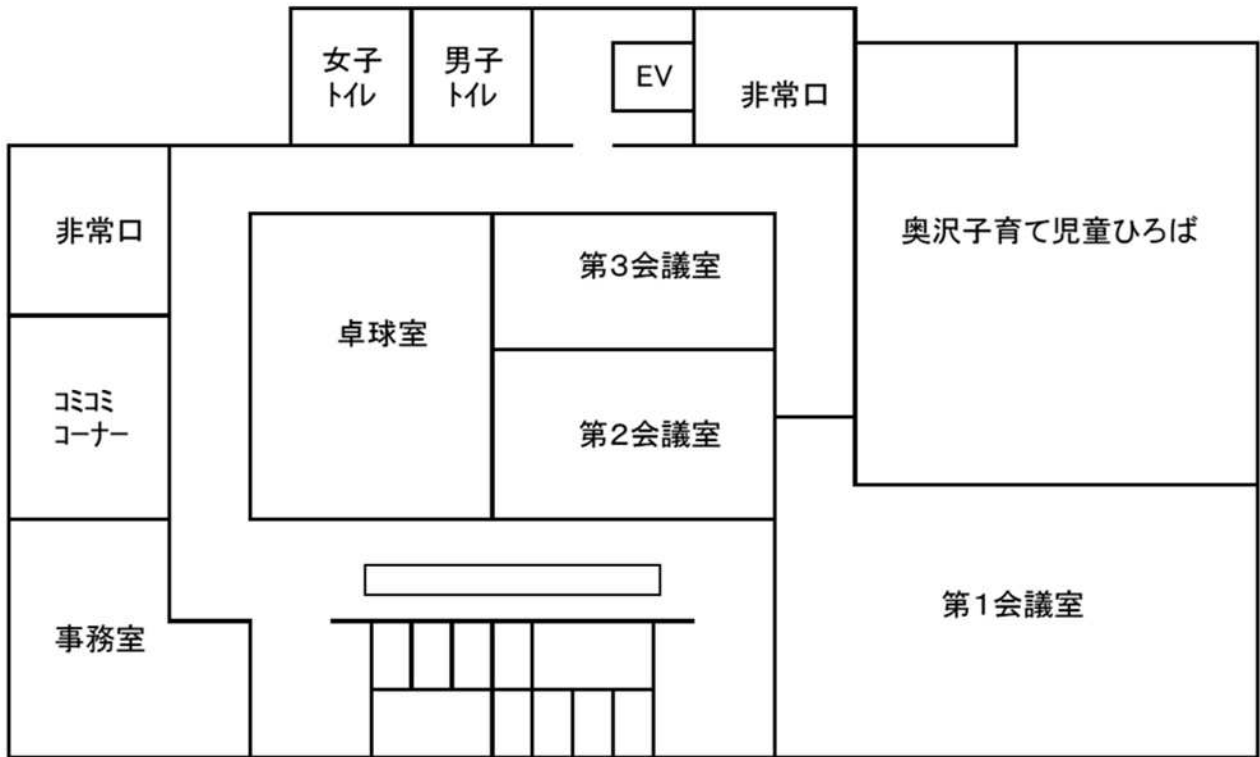 女子
ﾄｲﾚ
男子
ﾄｲﾚ
EV
非常口
非常口
奥沢子育て児童ひろば
第3会議室
卓球室
ｺﾐｺﾐ
ｺｰﾅｰ
第2会議室
第1会議室
事務室